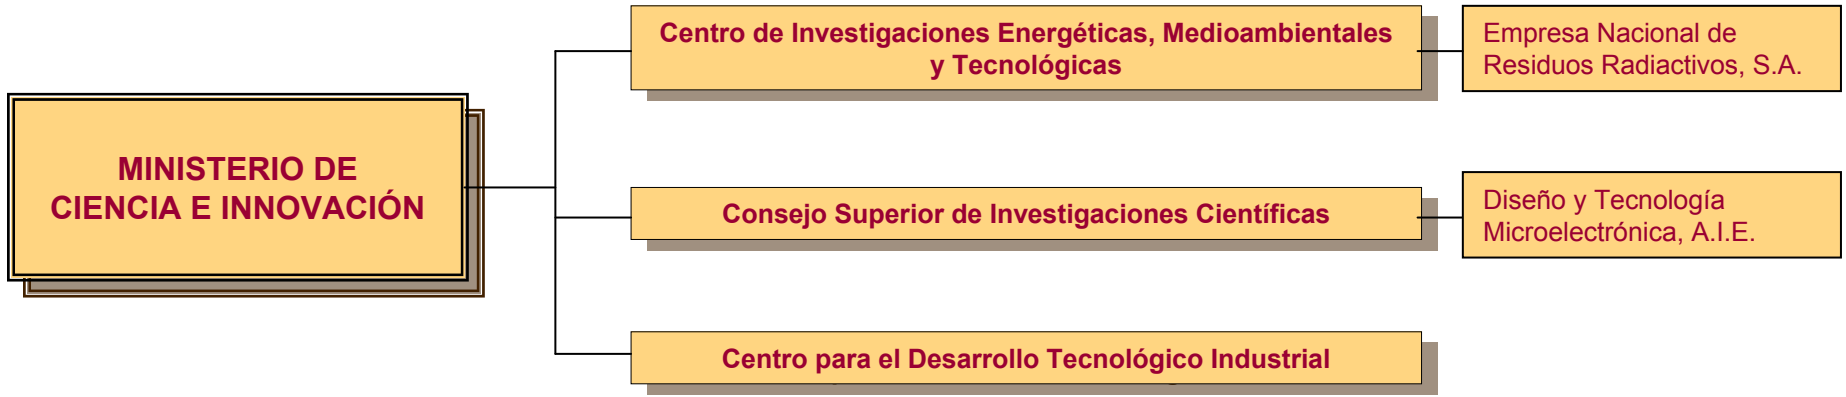 MINISTERIO DE
CIENCIA E INNOVACIÓN
Centro de Investigaciones Energéticas, Medioambientales
y Tecnológicas
Empresa Nacional de
Residuos Radiactivos, S.A.
Consejo Superior de Investigaciones Científicas
Diseño y Tecnología
Microelectrónica, A.I.E.
Centro para el Desarrollo Tecnológico Industrial